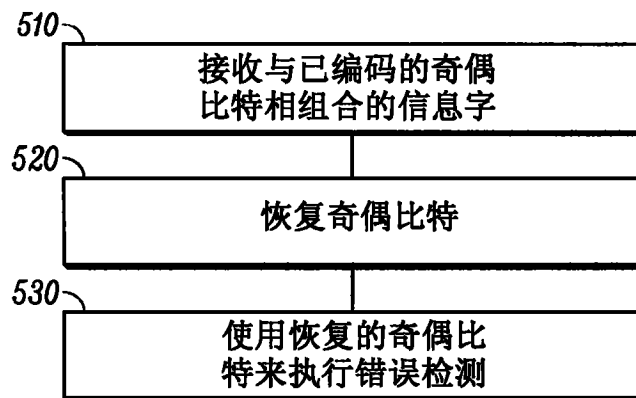 510
接收与已编码的奇偶
比特相组合的信息字
520
恢复奇偶比特
530
使用恢复的奇偶比
特来执行错误检测